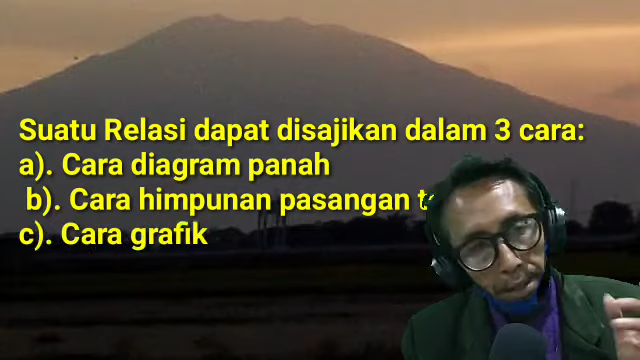 Suatu Relasi dapat disajikan dalam 3 cara:
a). Cara diagram panah
b). Cara himpunan pasangan
c). Cara grafik